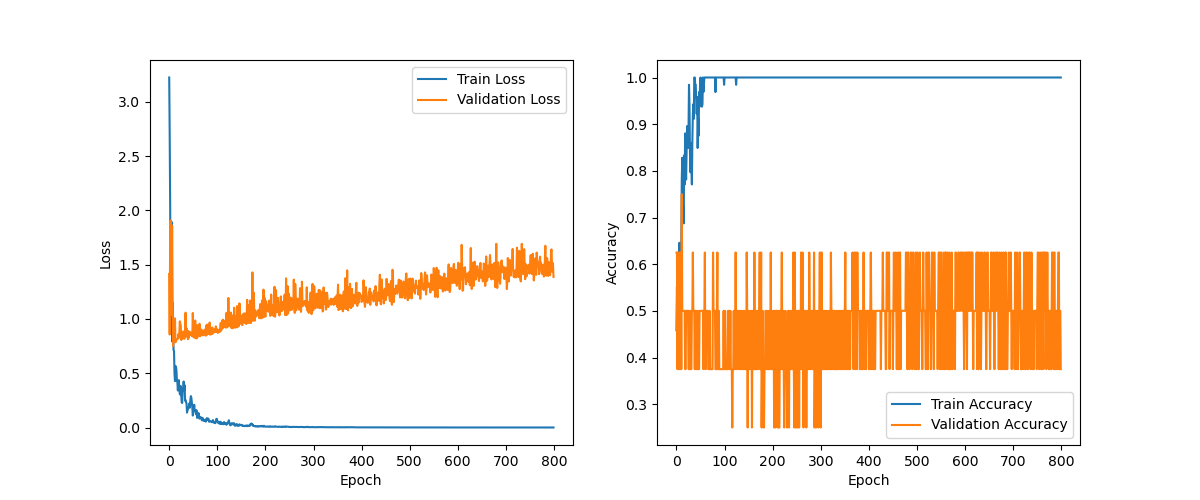 Train Loss
Validation Loss
3.0
2.5
2.0
1.5
1.0
0.5
0.0
Loss
0 100 200 300 400 500 600 700 800
Epoch
1.0
0.9
0.8
0.7
0.6
0.5
0.4
0.3
Accuracy
Train Accuracy
Validation Accuracy
0 100 200 300 400 500 600 700 800
Epoch